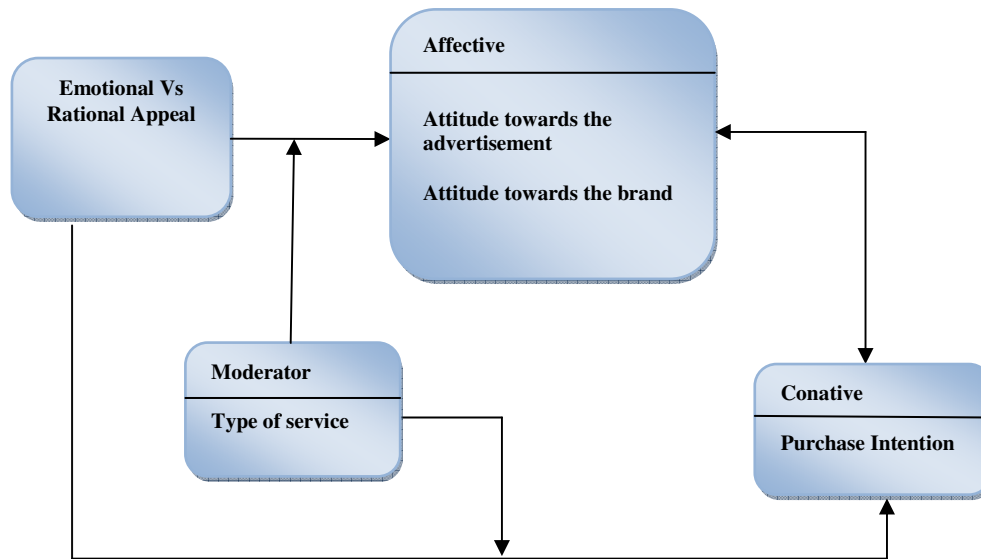 Emotional Vs
Rational Appeal
Affective
Attitude towards the
advertisement
Attitude towards the brand
Moderator
Type of service
Conative
Purchase Intention